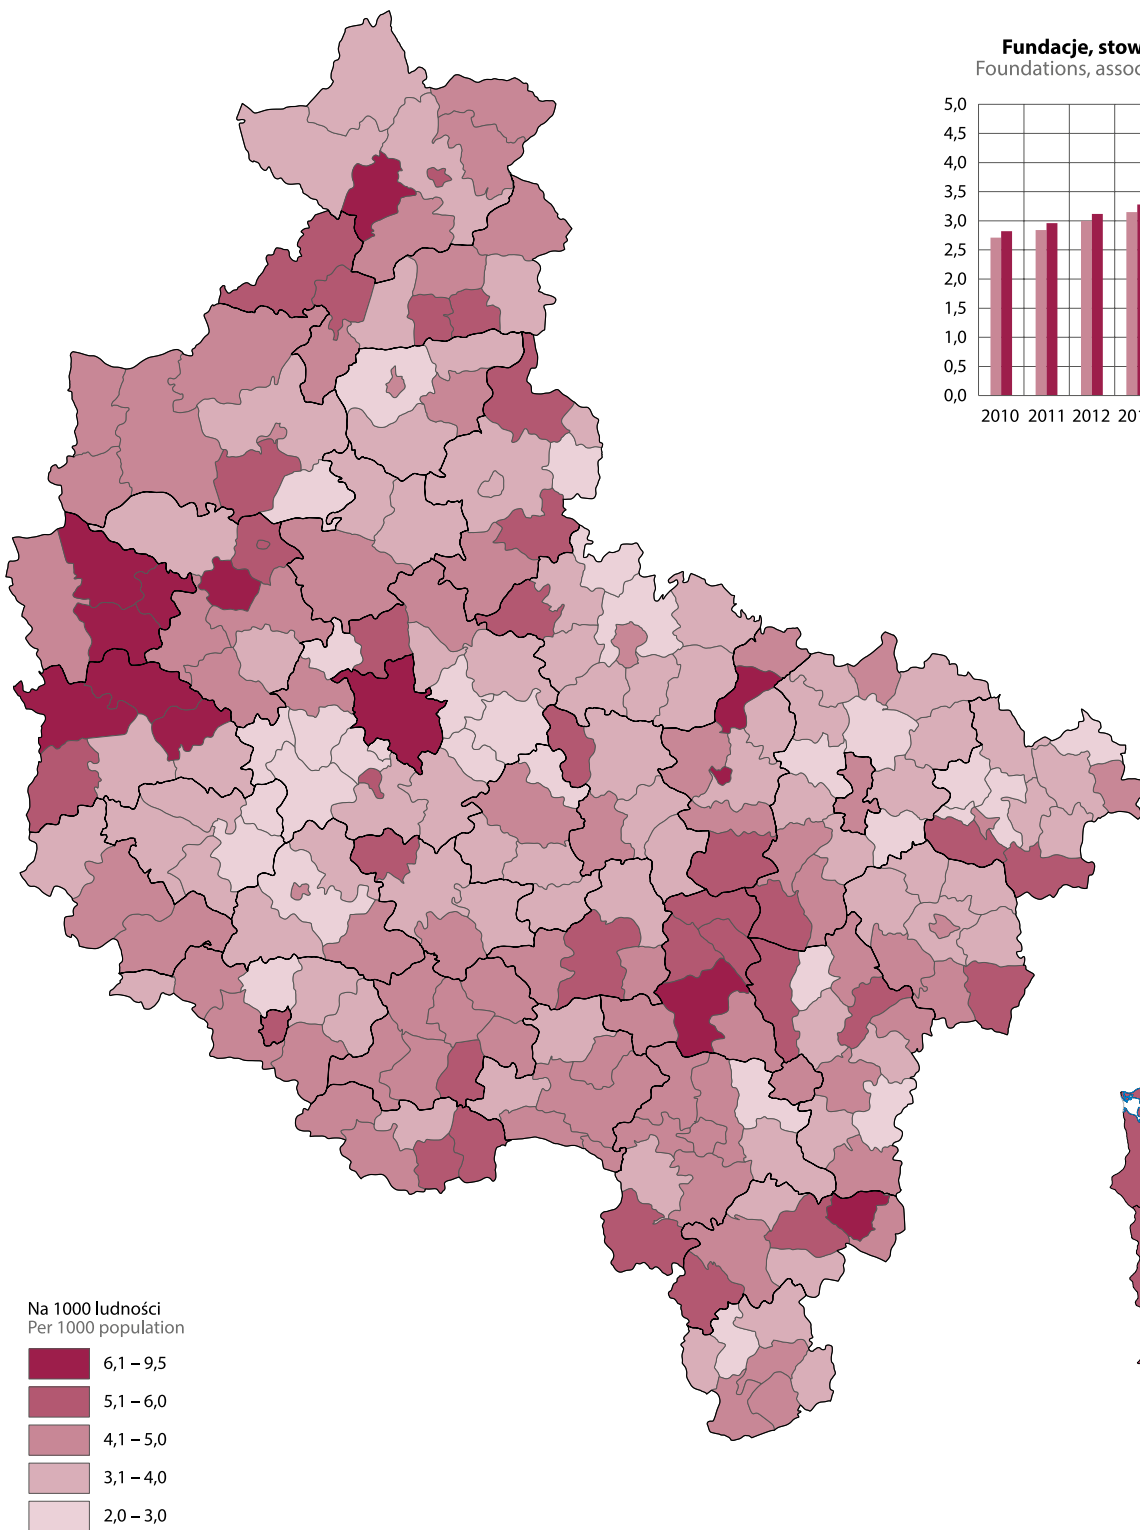 Fundacje, stow
Foundations, assoc
5,0
4,5
4,0
3,5
3,0
2,5
2,0
1,5
1,0
0,5
0,0
2010 2011 2012 201
Na 1000 ludności
Per 1000 population
6,1 – 9,5
5,1 – 6,0
4,1 – 5,0
3,1 – 4,0
2,0 – 3,0